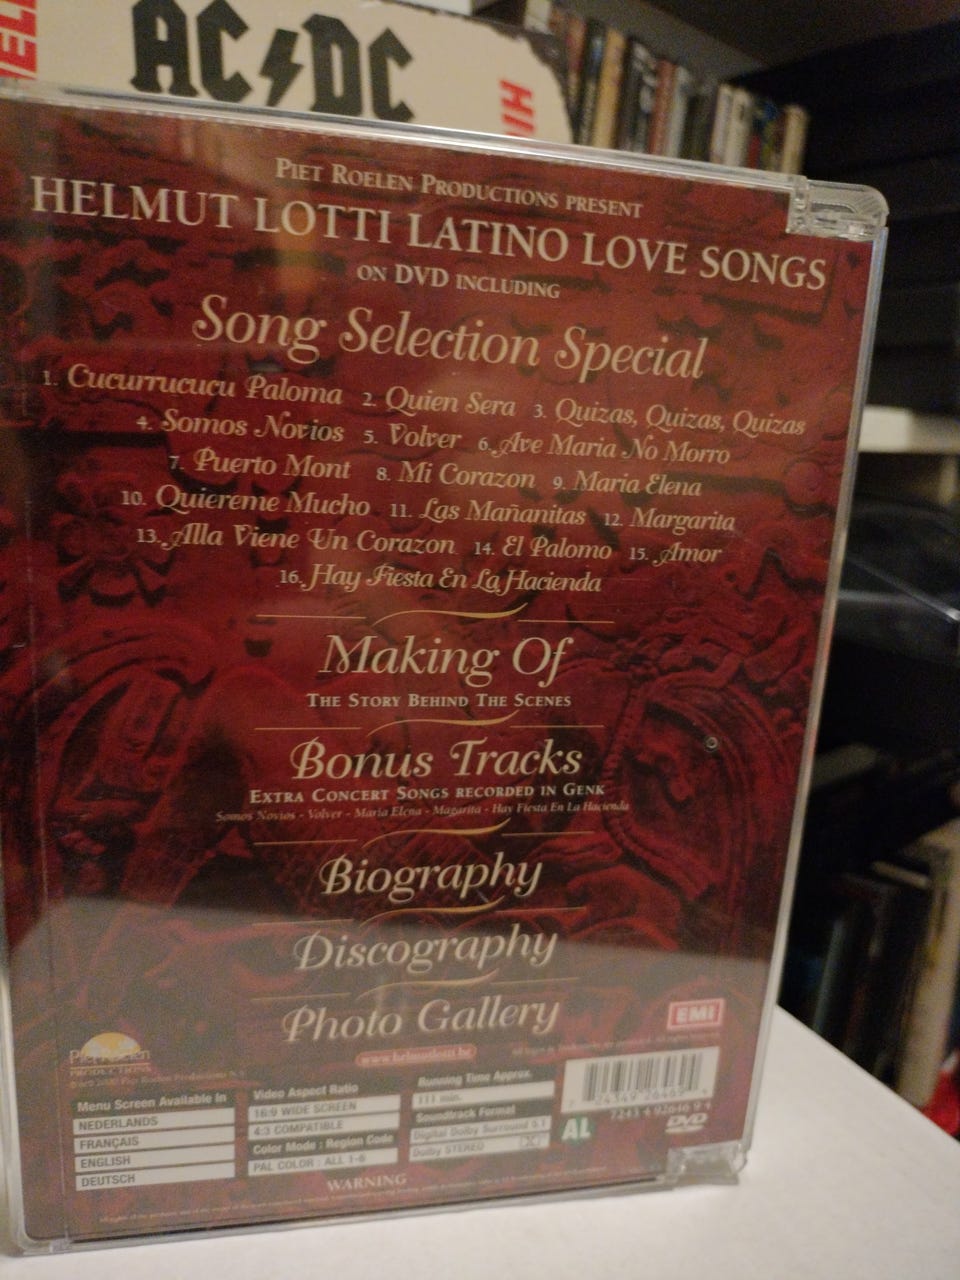 AC DC
PIET ROELEN PRODUCTIONS PRESENT
HELMUT LOTTI LATINO LOVE SONGS
ON DVD INCLUDING
Song Selection Special
1. Cucurrucucu Paloma 2. Quien Sera 3. Quizas, Quizas, Quizas
4. Somos Novios 5. Volver 6. Ave Maria No Morro
7. Puerto Mont 8. Mi Corazon 9. Maria Elena
10. Quiereme Mucho 11. Las Mañanitas 12. Margarita
13. Alla Viene Un Corazon 14. El Palomo 15. Amor
16. Hay Fiesta En La Hacienda
Making Of
THE STORY BEHIND THE SCENES
Bonus Tracks
EXTRA CONCERT SONGS RECORDED IN GENK
Somos Novios - Volver - Maria Elena - Magarita - Hay Fiesta En La Hacienda
Biography
Discography
Photo Gallery
EMI
www.helmutlotti.be
Piet Roelen
PRODUCTIONS
Menu Screen Available In
NEDERLANDS
FRANÇAIS
ENGLISH
DEUTSCH
Video Aspect Ratio
16:9 WIDE SCREEN
4:3 COMPATIBLE
Color Mode : Region Code
PAL COLOR : ALL 1-6
Running Time Approx.
111 min.
Soundtrack Format
Digital Dolby Surround 5.1
Dolby STEREO
AL
DVD
WARNING